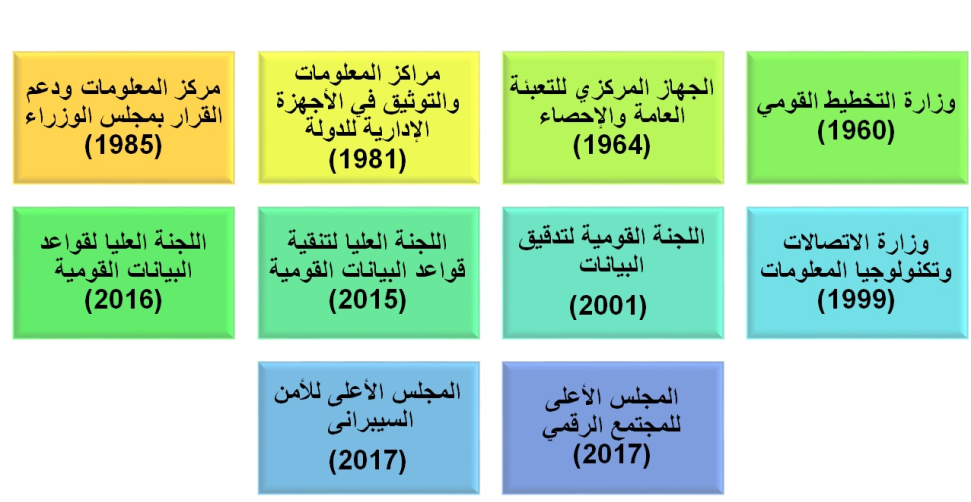 وزارة التخطيط القومي
(1960)
الجهاز المركزي للتعبئة
العامة والإحصاء
(1964)
مراكز المعلومات
والتوثيق في الأجهزة
الإدارية للدولة
(1981)
مركز المعلومات ودعم
القرار بمجلس الوزراء
(1985)
وزارة الاتصالات
وتكنولوجيا المعلومات
(1999)
اللجنة القومية لتدقيق
البيانات
(2001)
اللجنة العليا لتنقية
قواعد البيانات القومية
(2015)
اللجنة العليا لقواعد
البيانات القومية
(2016)
المجلس الأعلى
للمجتمع الرقمي
(2017)
المجلس الأعلى للأمن
السيبرانى
(2017)